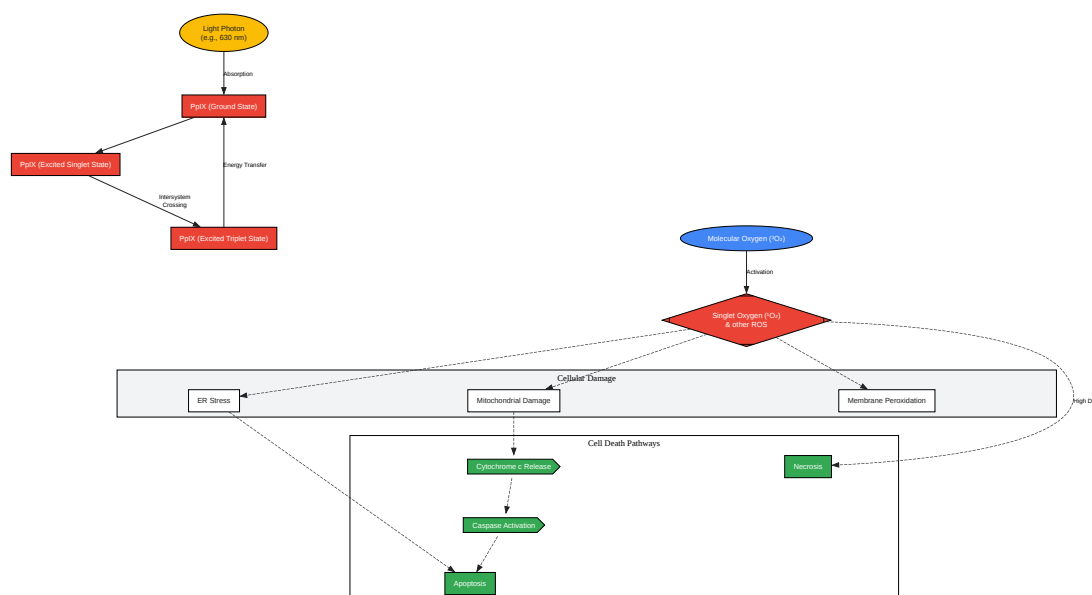 Light Photon
(e.g., 630 nm)
Absorption
PpIX (Ground State)
PpIX (Excited Singlet State)
Energy Transfer
Intersystem
Crossing
PpIX (Excited Triplet State)
Molecular Oxygen (³O₂)
Activation
Singlet Oxygen (¹O₂)
& other ROS
Cellular Damage
ER Stress
Mitochondrial Damage
Membrane Peroxidation
High D
Cell Death Pathways
Cytochrome c Release
Necrosis
Caspase Activation
Apoptosis